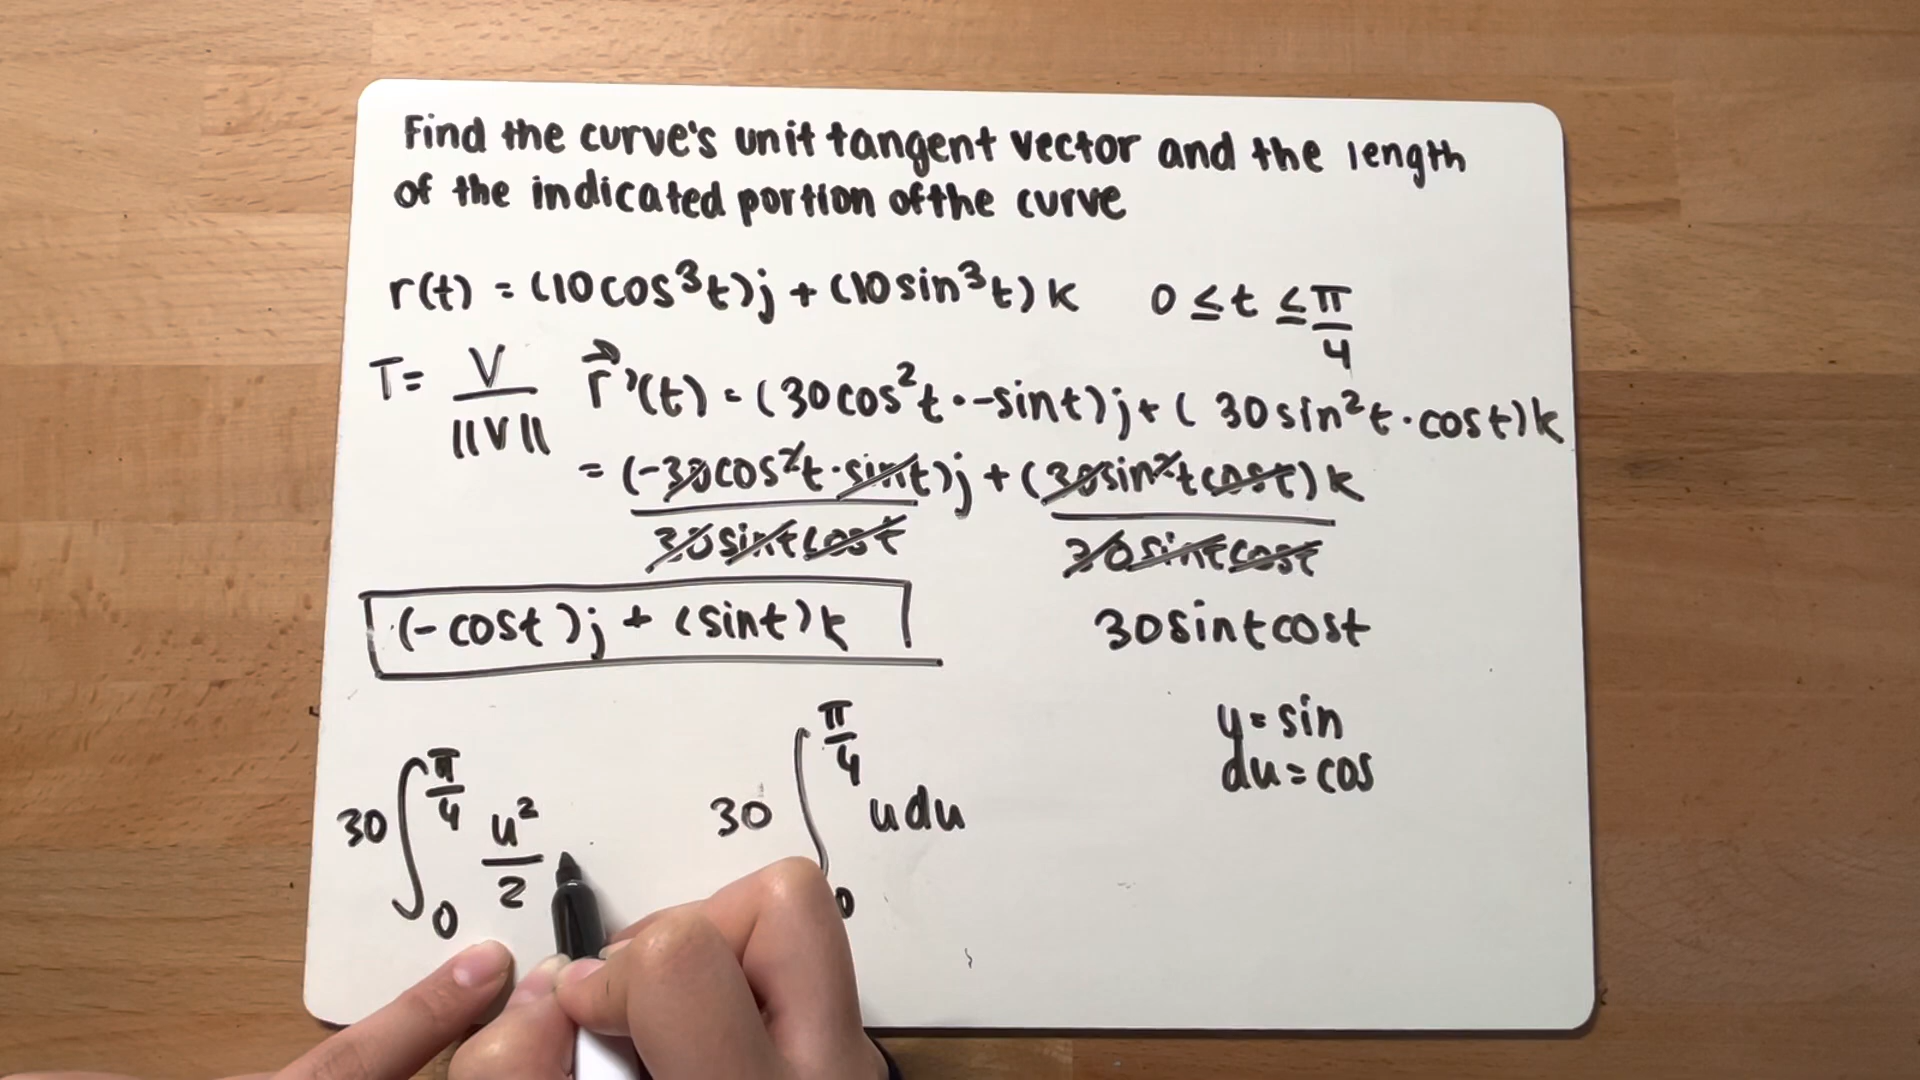 Find the curve's unit tangent vector and the length
of the indicated portion of the curve
r(t) = (10cos³t)j + (10sin³t)k 0 ≤ t ≤ π/4
T = V/||V|| r⃗'(t) = (30cos²t · -sint)j + (30sin²t · cost)k
= (-30cos²t · sint)j/30sintcost + (30sin²tcost)k/30sintcost
(-cost)j + (sint)k
30sintcost
u = sin
du = cos
30 ∫₀^π/4 u²/2
30 ∫₀^π/4 udu